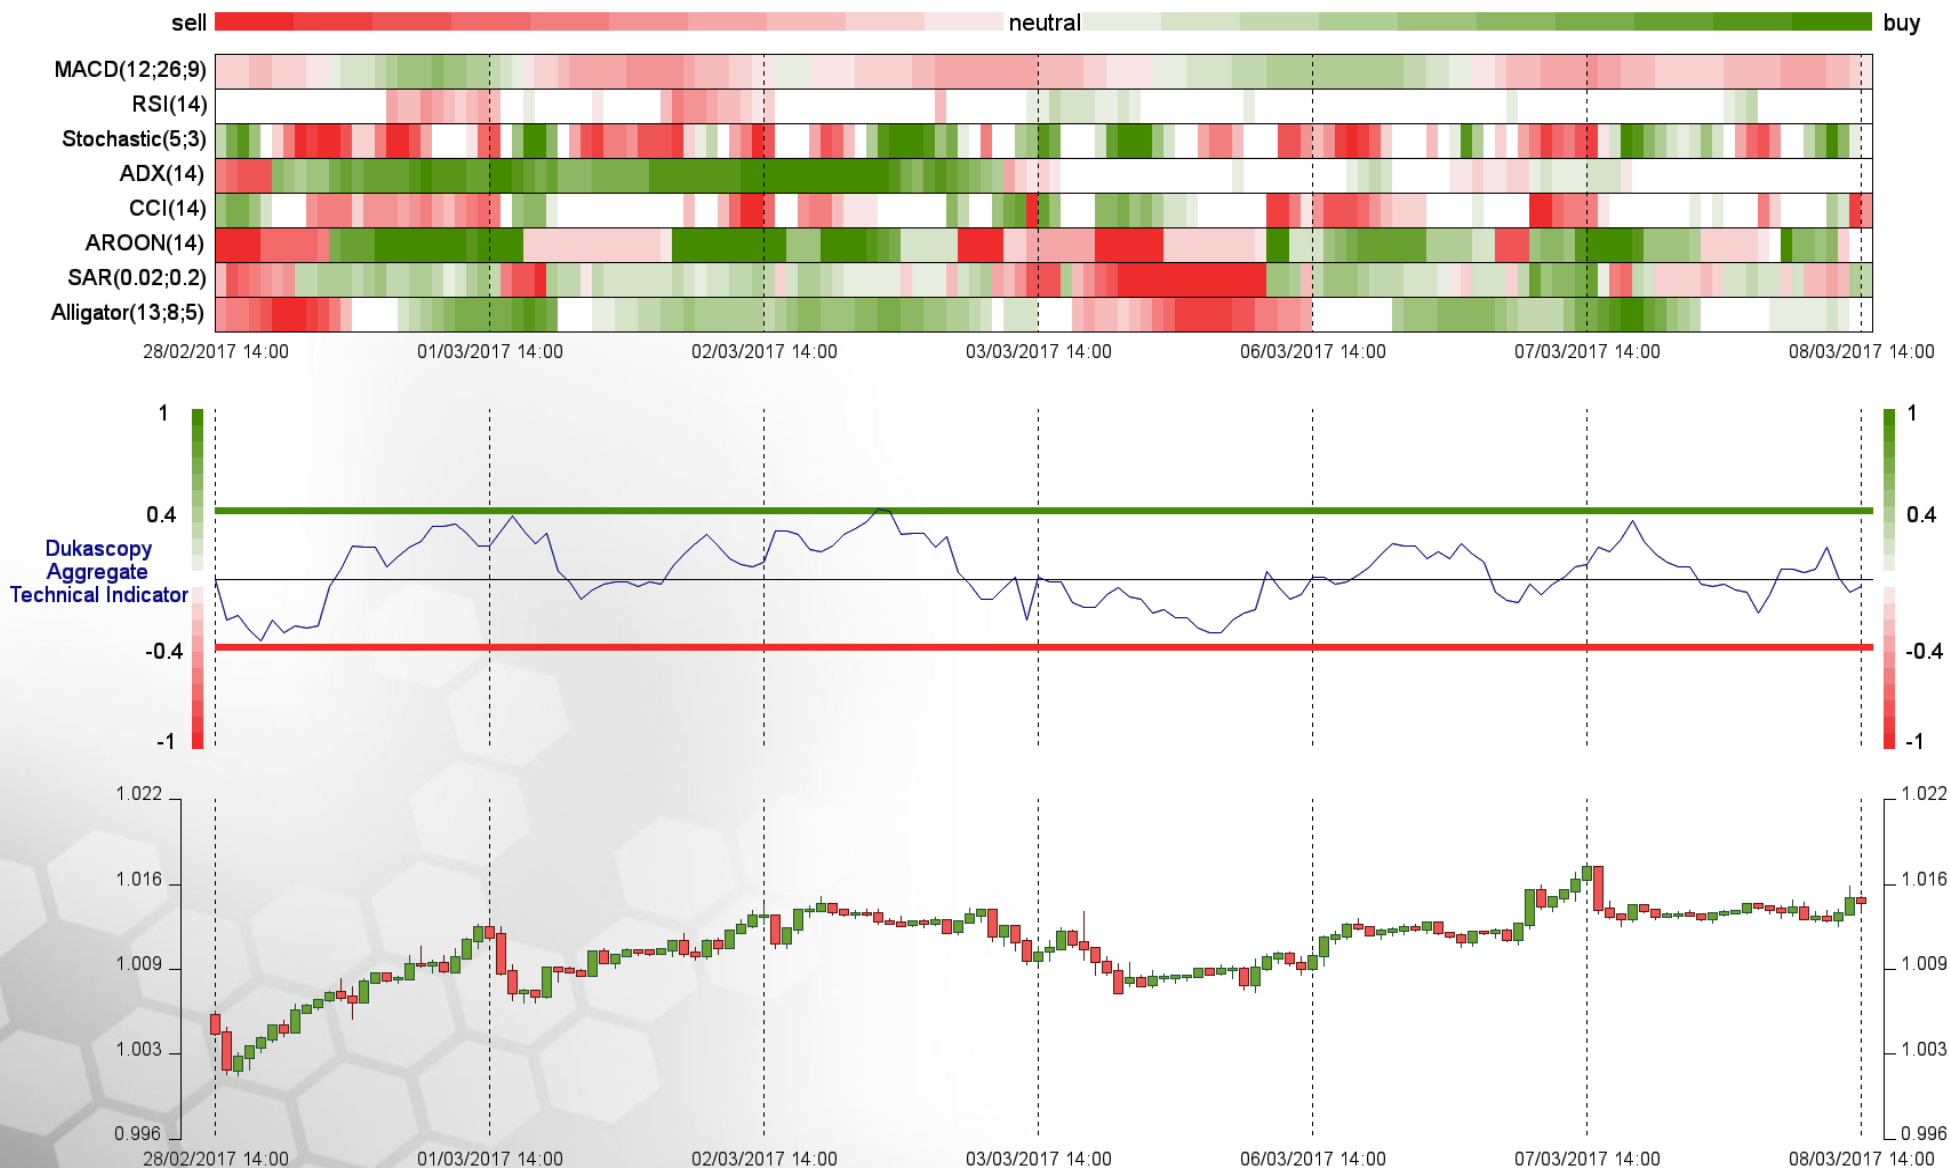 sell neutral buy
MACD(12;26;9)
RSI(14)
Stochastic(5;3)
ADX(14)
CCI(14)
AROON(14)
SAR(0.02;0.2)
Alligator(13;8;5)
28/02/2017 14:00 01/03/2017 14:00 02/03/2017 14:00 03/03/2017 14:00 06/03/2017 14:00 07/03/2017 14:00 08/03/2017 14:00
1 1
0.4 0.4
Dukascopy
Aggregate
Technical Indicator
-0.4 -0.4
-1 -1
1.022 1.022
1.016 1.016
1.009 1.009
1.003 1.003
0.996 0.996
28/02/2017 14:00 01/03/2017 14:00 02/03/2017 14:00 03/03/2017 14:00 06/03/2017 14:00 07/03/2017 14:00 08/03/2017 14:00